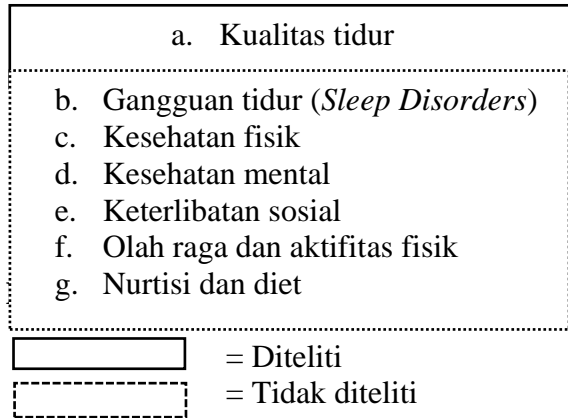 a. Kualitas tidur
b. Gangguan tidur (Sleep Disorders)
c. Kesehatan fisik
d. Kesehatan mental
e. Keterlibatan sosial
f. Olah raga dan aktifitas fisik
g. Nurtisi dan diet
= Diteliti
= Tidak diteliti